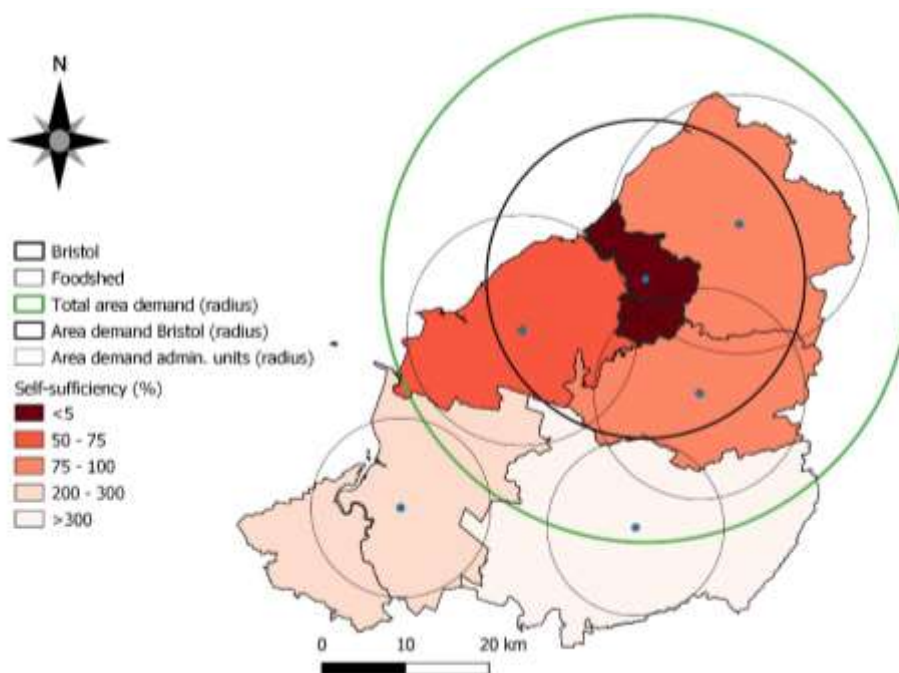 N
Bristol
Foodshed
Total area demand (radius)
Area demand Bristol (radius)
Area demand admin. units (radius)
Self-sufficiency (%)
<5
50 - 75
75 - 100
200 - 300
>300
0 10 20 km